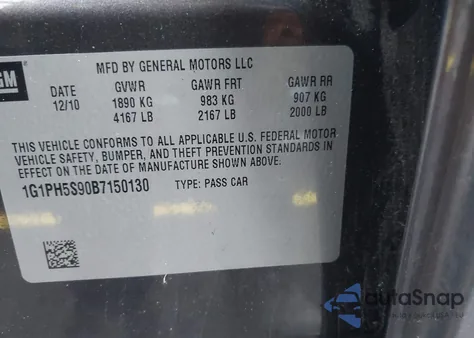 GM
MFD BY GENERAL MOTORS LLC
DATE GVWR GAWR FRT GAWR RR
12/10 1890 KG 983 KG 907 KG
4167 LB 2167 LB 2000 LB
THIS VEHICLE CONFORMS TO ALL APPLICABLE U.S. FEDERAL MOTOR
VEHICLE SAFETY, BUMPER, AND THEFT PREVENTION STANDARDS IN
EFFECT ON THE DATE OF MANUFACTURE SHOWN ABOVE.
1G1PH5S90B7150130 TYPE: PASS CAR
autoSnap